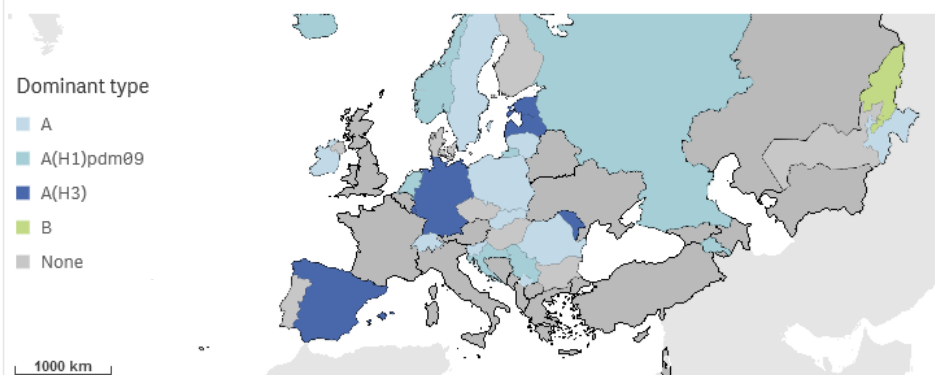 Dominant type
A
A(H1)pdm09
A(H3)
B
None
1000 km